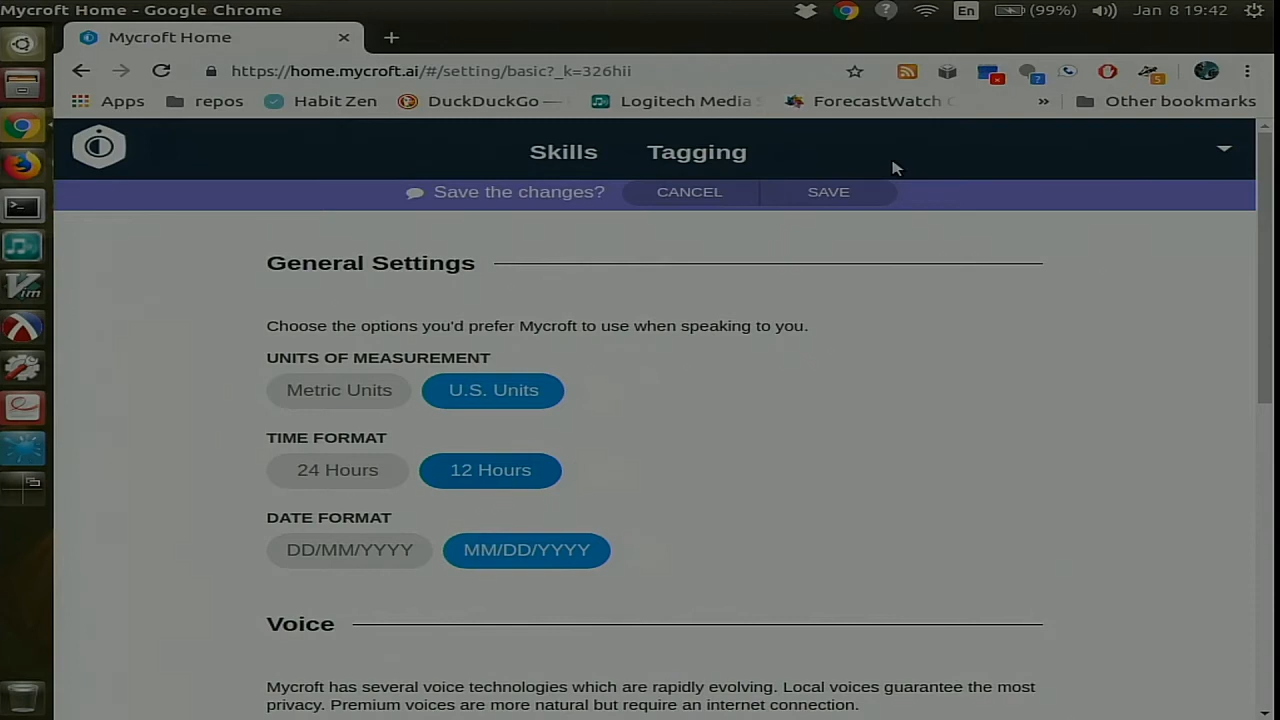 Mycroft Home - Google Chrome
En (99%) Jan 8 19:42
Mycroft Home
https://home.mycroft.ai/#/setting/basic?_k=326hii
Apps repos Habit Zen DuckDuckGo — Logitech Media ForecastWatch » Other bookmarks
Skills Tagging
Save the changes? CANCEL SAVE
General Settings
Choose the options you'd prefer Mycroft to use when speaking to you.
UNITS OF MEASUREMENT
Metric Units U.S. Units
TIME FORMAT
24 Hours 12 Hours
DATE FORMAT
DD/MM/YYYY MM/DD/YYYY
Voice
Mycroft has several voice technologies which are rapidly evolving. Local voices guarantee the most
privacy. Premium voices are more natural but require an internet connection.